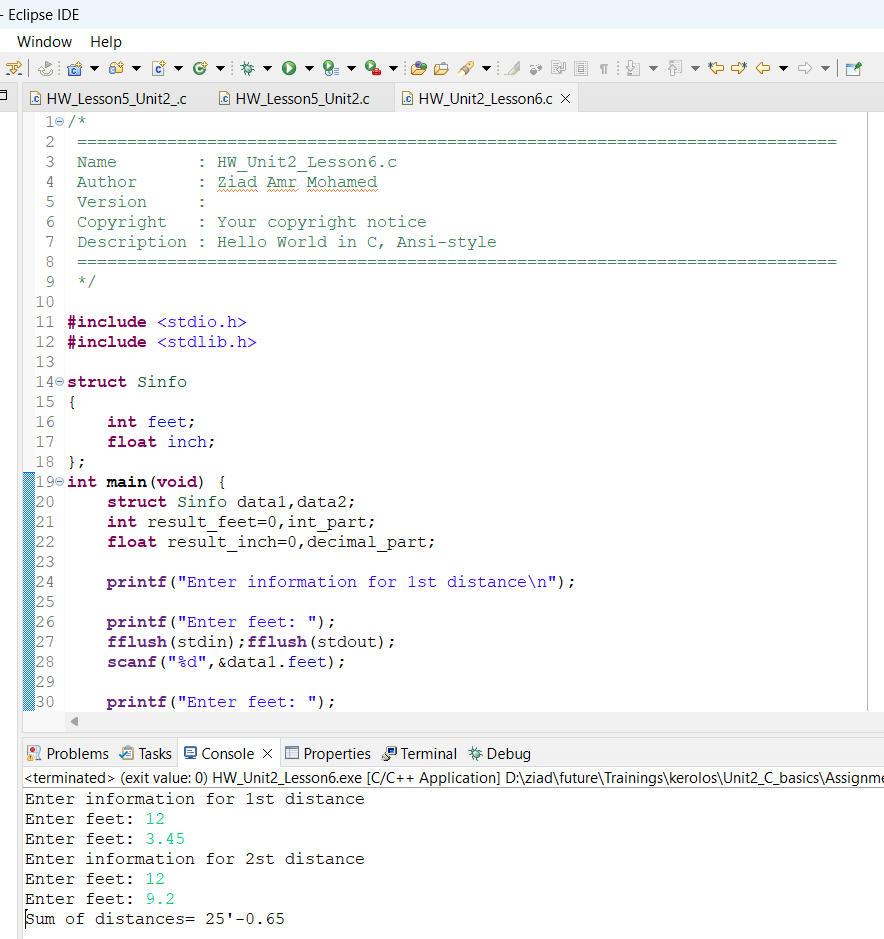 - Eclipse IDE
Window Help
HW_Lesson5_Unit2_.c HW_Lesson5_Unit2.c HW_Unit2_Lesson6.c
1 /*
2 ============================================================================
3 Name        : HW_Unit2_Lesson6.c
4 Author      : Ziad Amr Mohamed
5 Version     :
6 Copyright   : Your copyright notice
7 Description : Hello World in C, Ansi-style
8 ============================================================================
9 */
10
11 #include <stdio.h>
12 #include <stdlib.h>
13
14 struct Sinfo
15 {
16     int feet;
17     float inch;
18 };
19 int main(void) {
20     struct Sinfo data1,data2;
21     int result_feet=0,int_part;
22     float result_inch=0,decimal_part;
23
24     printf("Enter information for 1st distance\n");
25
26     printf("Enter feet: ");
27     fflush(stdin);fflush(stdout);
28     scanf("%d",&data1.feet);
29
30     printf("Enter feet: ");
Problems Tasks Console Properties Terminal Debug
<terminated> (exit value: 0) HW_Unit2_Lesson6.exe [C/C++ Application] D:\ziad\future\Trainings\kerolos\Unit2_C_basics\Assignme
Enter information for 1st distance
Enter feet: 12
Enter feet: 3.45
Enter information for 2st distance
Enter feet: 12
Enter feet: 9.2
Sum of distances= 25'-0.65